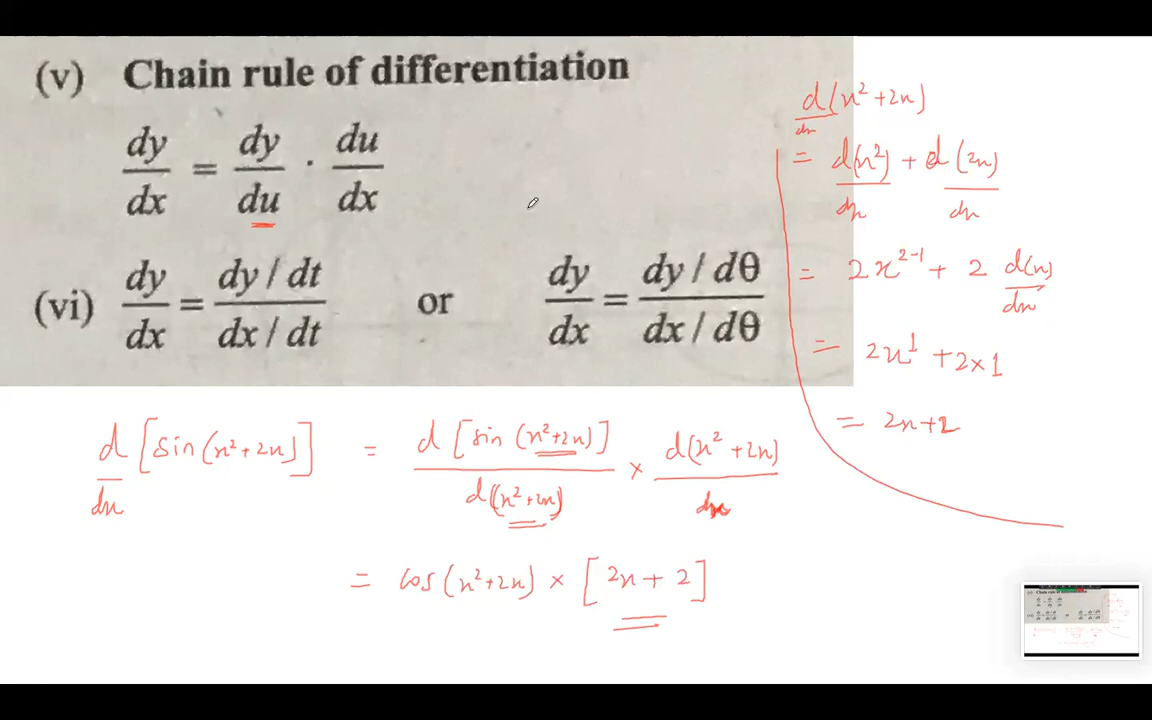 (v) Chain rule of differentiation
dy/dx = dy/du · du/dx
(vi) dy/dx = dy / dt / dx / dt or dy/dx = dy / dθ / dx / dθ
d/dx [sin(x²+2x)] = d[sin(x²+2x)] / d(x²+2x) × d(x²+2x) / dx
= cos(x²+2x) × [2x + 2]
d/dx (x²+2x)
= d(x²)/dx + d(2x)/dx
= 2x²⁻¹ + 2 d(x)/dx
= 2x¹ + 2×1
= 2x+2